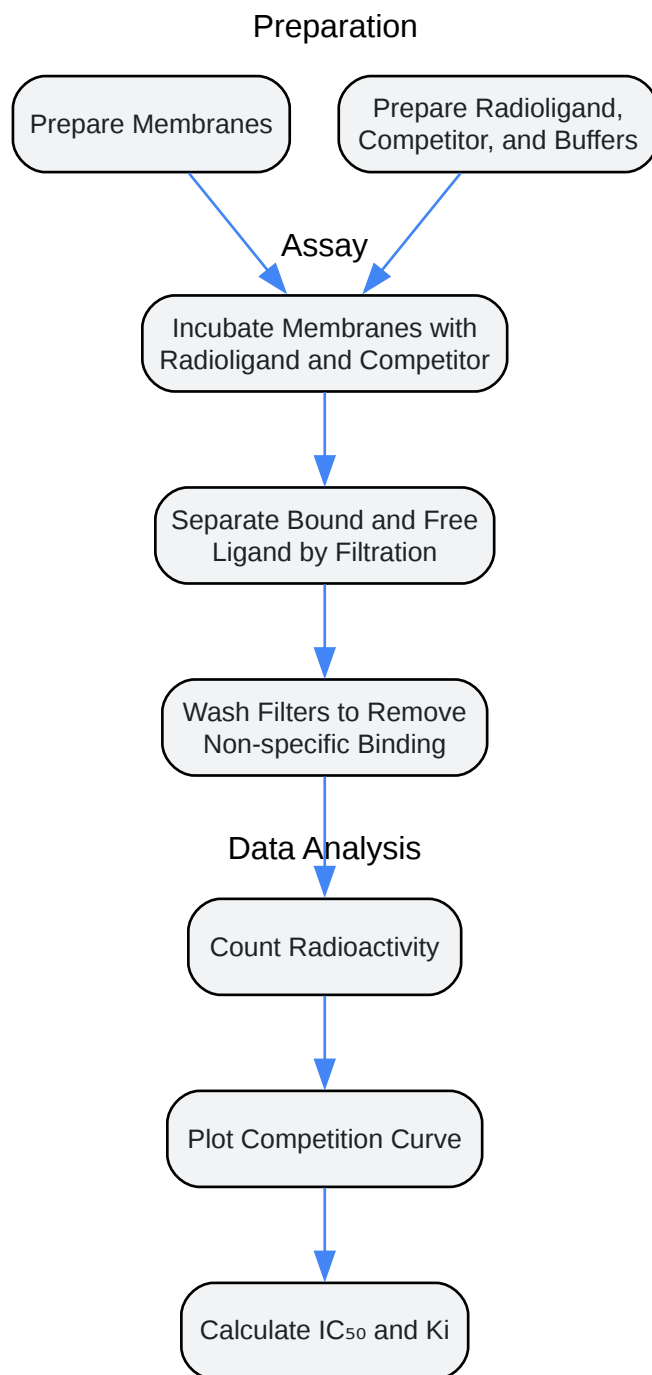 Preparation
Prepare Membranes
Prepare Radioligand,
Competitor, and Buffers
Assay
Incubate Membranes with
Radioligand and Competitor
Separate Bound and Free
Ligand by Filtration
Wash Filters to Remove
Non-specific Binding
Data Analysis
Count Radioactivity
Plot Competition Curve
Calculate IC₅₀ and Ki